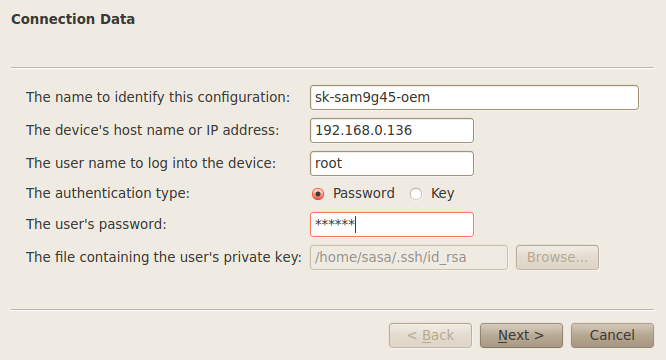 Connection Data
The name to identify this configuration: sk-sam9g45-oem
The device's host name or IP address: 192.168.0.136
The user name to log into the device: root
The authentication type: Password Key
The user's password: ******
The file containing the user's private key: /home/sasa/.ssh/id_rsa Browse...
< Back Next > Cancel